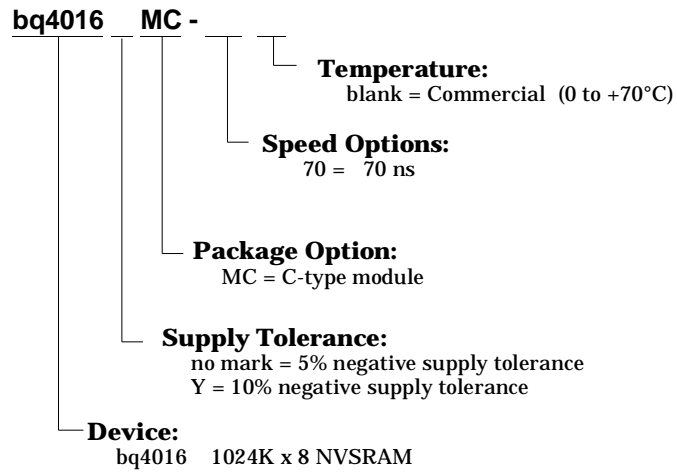 bq4016 _ MC - __ _
Temperature:
blank = Commercial (0 to +70°C)
Speed Options:
70 = 70 ns
Package Option:
MC = C-type module
Supply Tolerance:
no mark = 5% negative supply tolerance
Y = 10% negative supply tolerance
Device:
bq4016 1024K x 8 NVSRAM